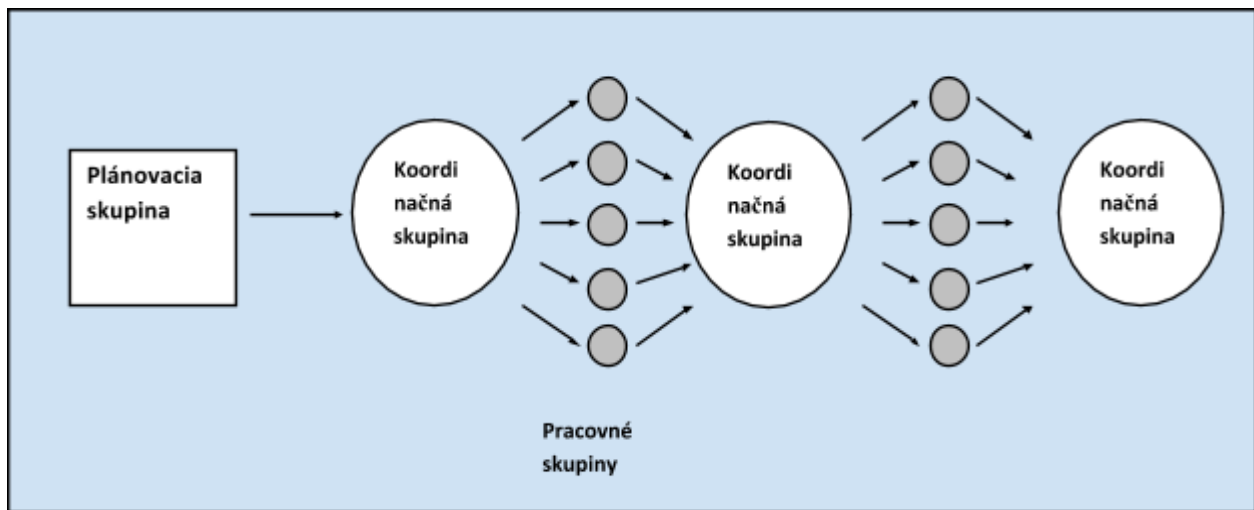 Plánovacia
skupina
Koordi
načná
skupina
Koordi
načná
skupina
Koordi
načná
skupina
Pracovné
skupiny